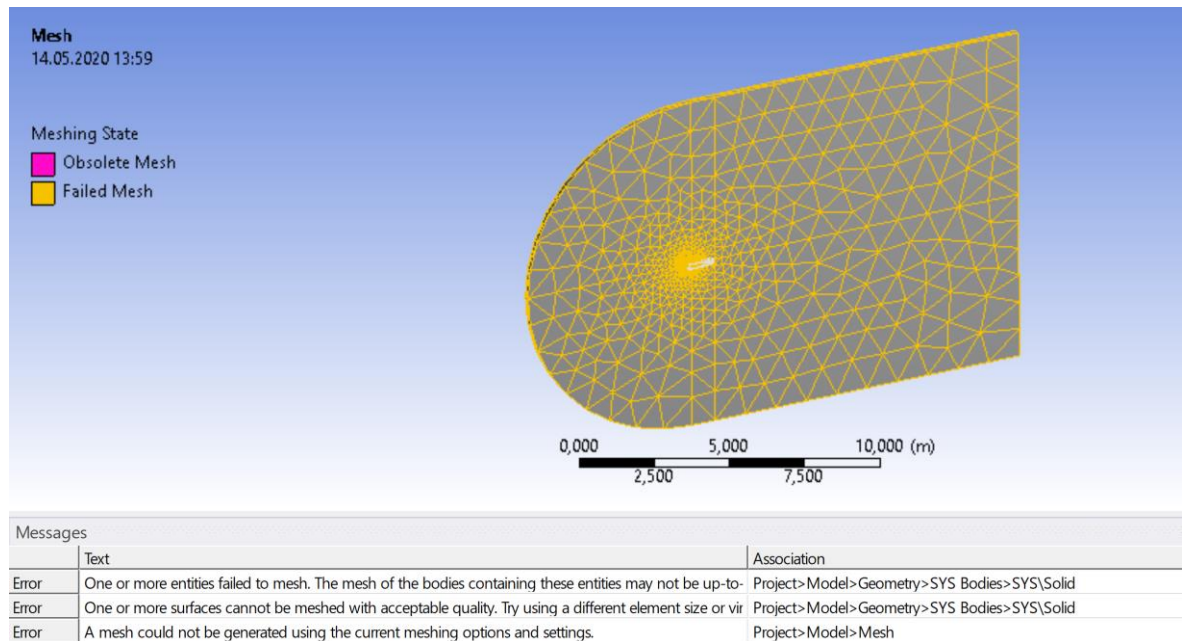 Mesh
14.05.2020 13:59
Meshing State
Obsolete Mesh
Failed Mesh
0,000 5,000 10,000 (m)
2,500 7,500
Messages
Text Association
Error One or more entities failed to mesh. The mesh of the bodies containing these entities may not be up-to- Project>Model>Geometry>SYS Bodies>SYS\Solid
Error One or more surfaces cannot be meshed with acceptable quality. Try using a different element size or vir Project>Model>Geometry>SYS Bodies>SYS\Solid
Error A mesh could not be generated using the current meshing options and settings. Project>Model>Mesh